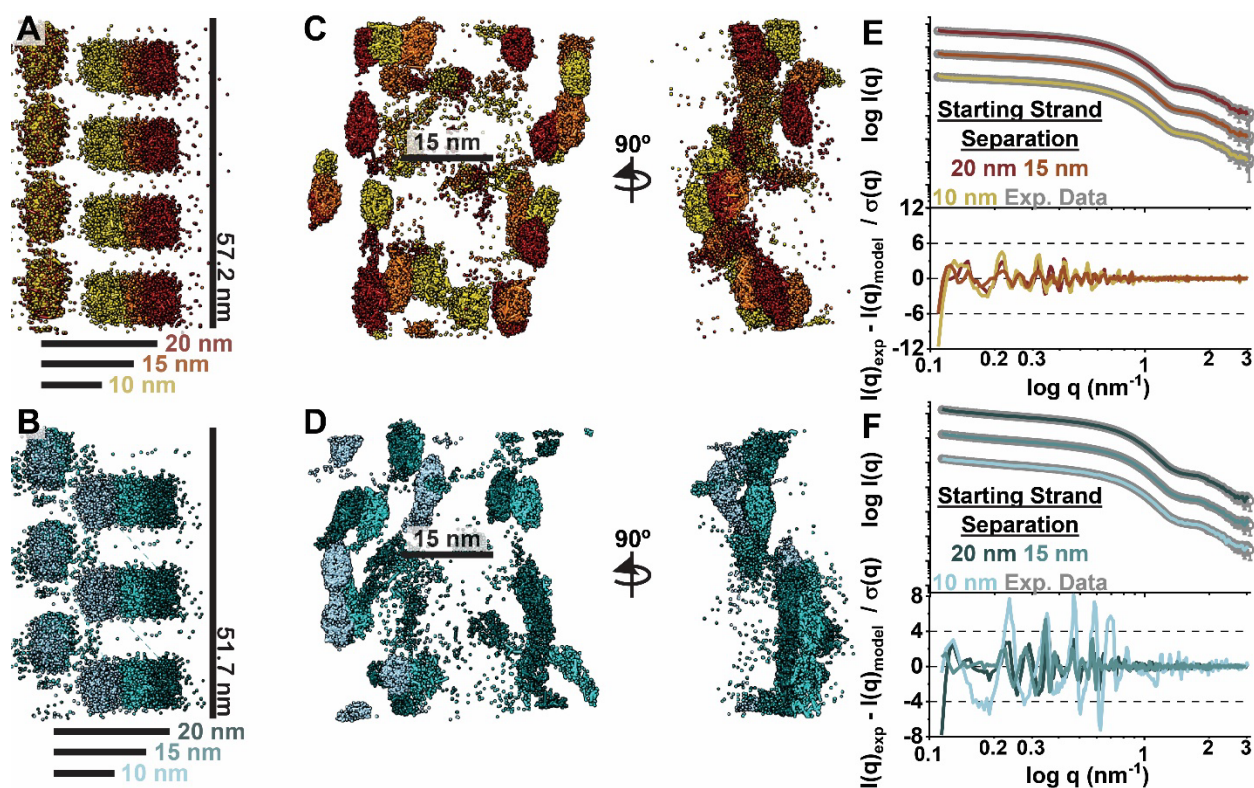 A
57.2 nm
20 nm
15 nm
10 nm
C
15 nm
90º
E
log I(q)
Starting Strand
Separation
20 nm 15 nm
10 nm Exp. Data
I(q)exp - I(q)model / σ(q)
12
6
0
-6
-12
0.1 0.2 0.3 1 2 3
log q (nm-1)
B
51.7 nm
20 nm
15 nm
10 nm
D
15 nm
90º
F
log I(q)
Starting Strand
Separation
20 nm 15 nm
10 nm Exp. Data
I(q)exp - I(q)model / σ(q)
8
4
0
-4
-8
0.1 0.2 0.3 1 2 3
log q (nm-1)